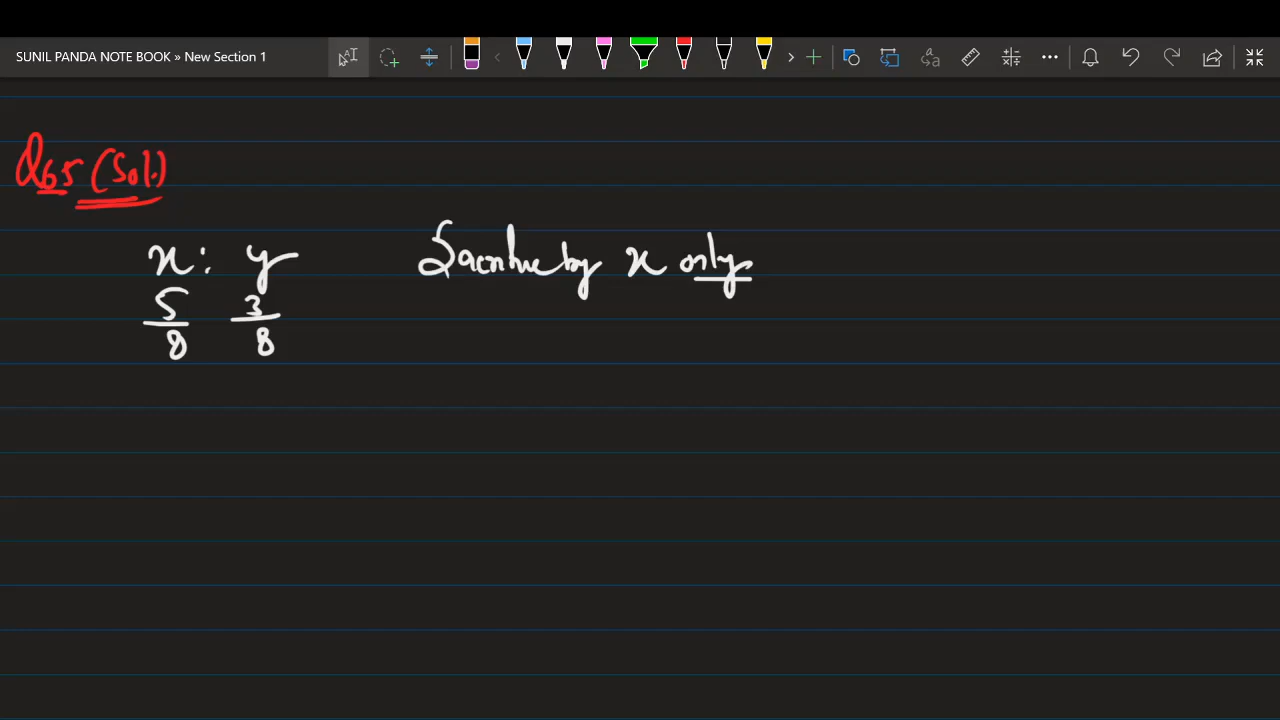 SUNIL PANDA NOTE BOOK » New Section 1
Q65 (Sol.)
x : y Sacrifice by x only
5/8 3/8